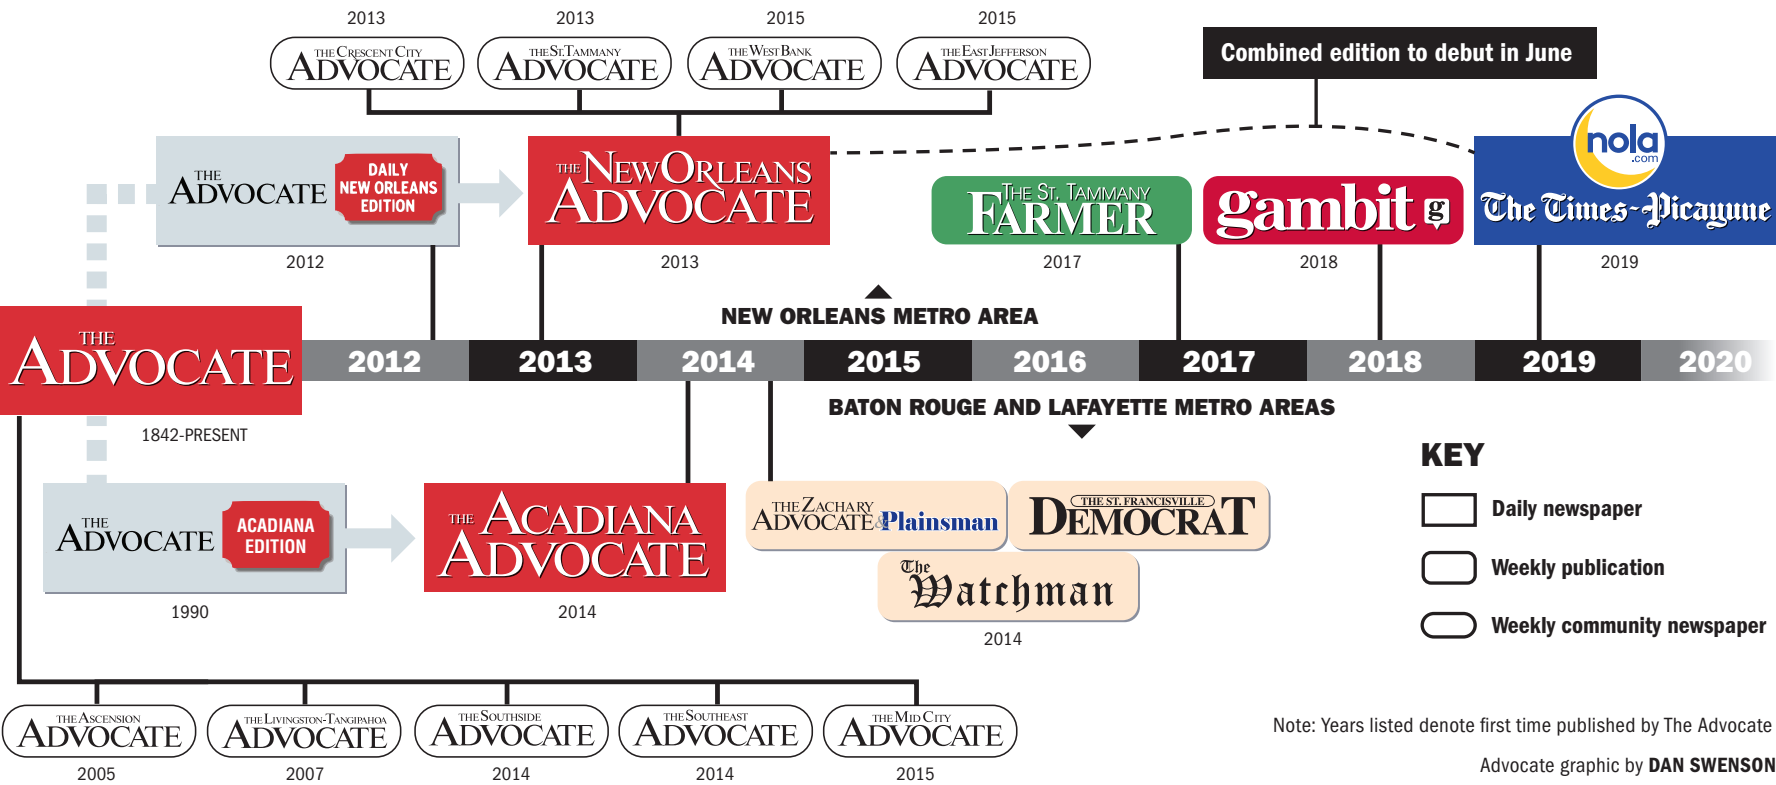 2013
2013
2015
2015
THE CRESCENT CITY
ADVOCATE
THE ST. TAMMANY
ADVOCATE
THE WEST BANK
ADVOCATE
THE EAST JEFFERSON
ADVOCATE
Combined edition to debut in June
THE
ADVOCATE
DAILY
NEW ORLEANS
EDITION
2012
THE NEW ORLEANS
ADVOCATE
2013
THE ST. TAMMANY
FARMER
2017
gambit g
2018
nola
.com
The Times-Picayune
2019
NEW ORLEANS METRO AREA
THE
ADVOCATE
1842-PRESENT
2012 2013 2014 2015 2016 2017 2018 2019 2020
BATON ROUGE AND LAFAYETTE METRO AREAS
THE
ADVOCATE
ACADIANA
EDITION
1990
THE ACADIANA
ADVOCATE
2014
THE ZACHARY
ADVOCATE &Plainsman
THE ST. FRANCISVILLE
DEMOCRAT
The
Watchman
2014
KEY
Daily newspaper
Weekly publication
Weekly community newspaper
THE ASCENSION
ADVOCATE
2005
THE LIVINGSTON-TANGIPAHOA
ADVOCATE
2007
THE SOUTHSIDE
ADVOCATE
2014
THE SOUTHEAST
ADVOCATE
2014
THE MID CITY
ADVOCATE
2015
Note: Years listed denote first time published by The Advocate
Advocate graphic by DAN SWENSON